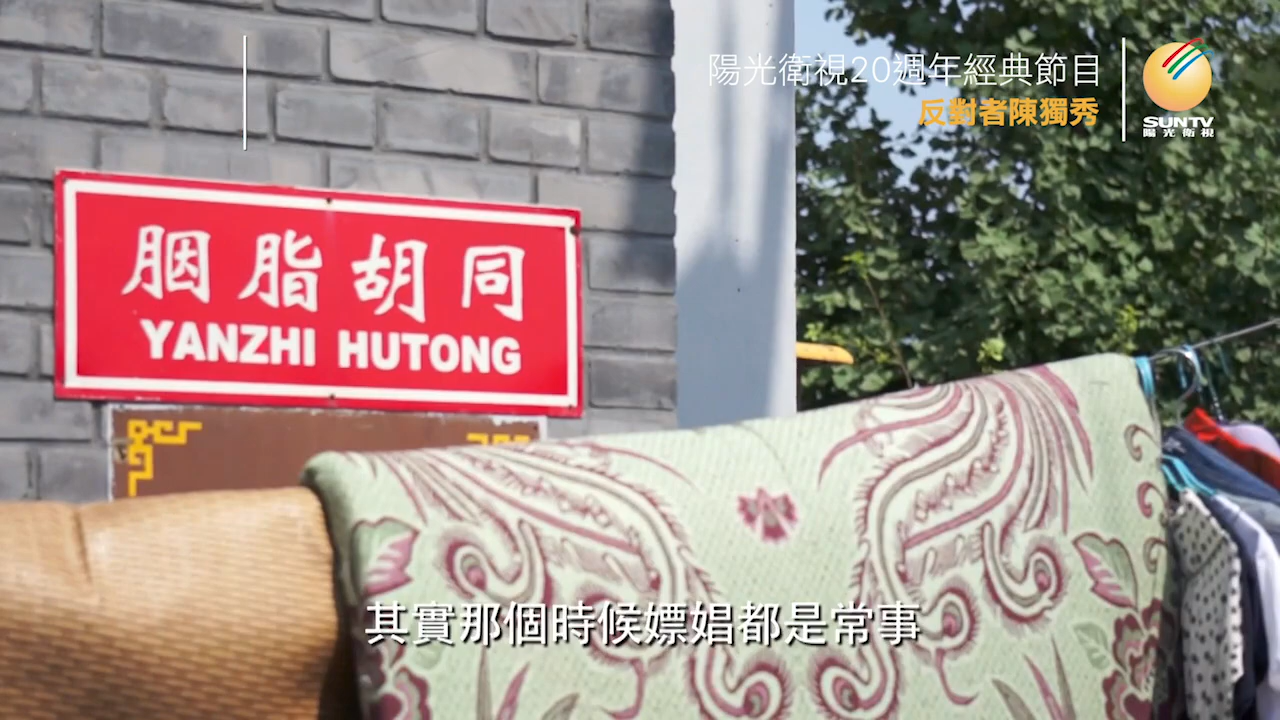 陽光衛視20週年經典節目
反對者陳獨秀
SUNTV
陽光衛視
胭脂胡同
YANZHI HUTONG
其實那個時候嫖娼都是常事